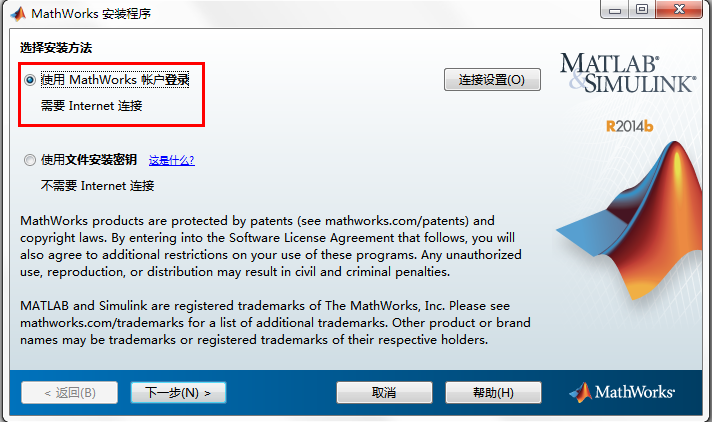 MathWorks 安装程序
选择安装方法
使用 MathWorks 帐户登录
连接设置(O)
需要 Internet 连接
MATLAB®
&SIMULINK®
R2014b
使用文件安装密钥 这是什么?
不需要 Internet 连接
MathWorks products are protected by patents (see mathworks.com/patents) and
copyright laws. By entering into the Software License Agreement that follows, you will
also agree to additional restrictions on your use of these programs. Any unauthorized
use, reproduction, or distribution may result in civil and criminal penalties.
MATLAB and Simulink are registered trademarks of The MathWorks, Inc. Please see
mathworks.com/trademarks for a list of additional trademarks. Other product or brand
names may be trademarks or registered trademarks of their respective holders.
< 返回(B) 下一步(N) > 取消 帮助(H) MathWorks®